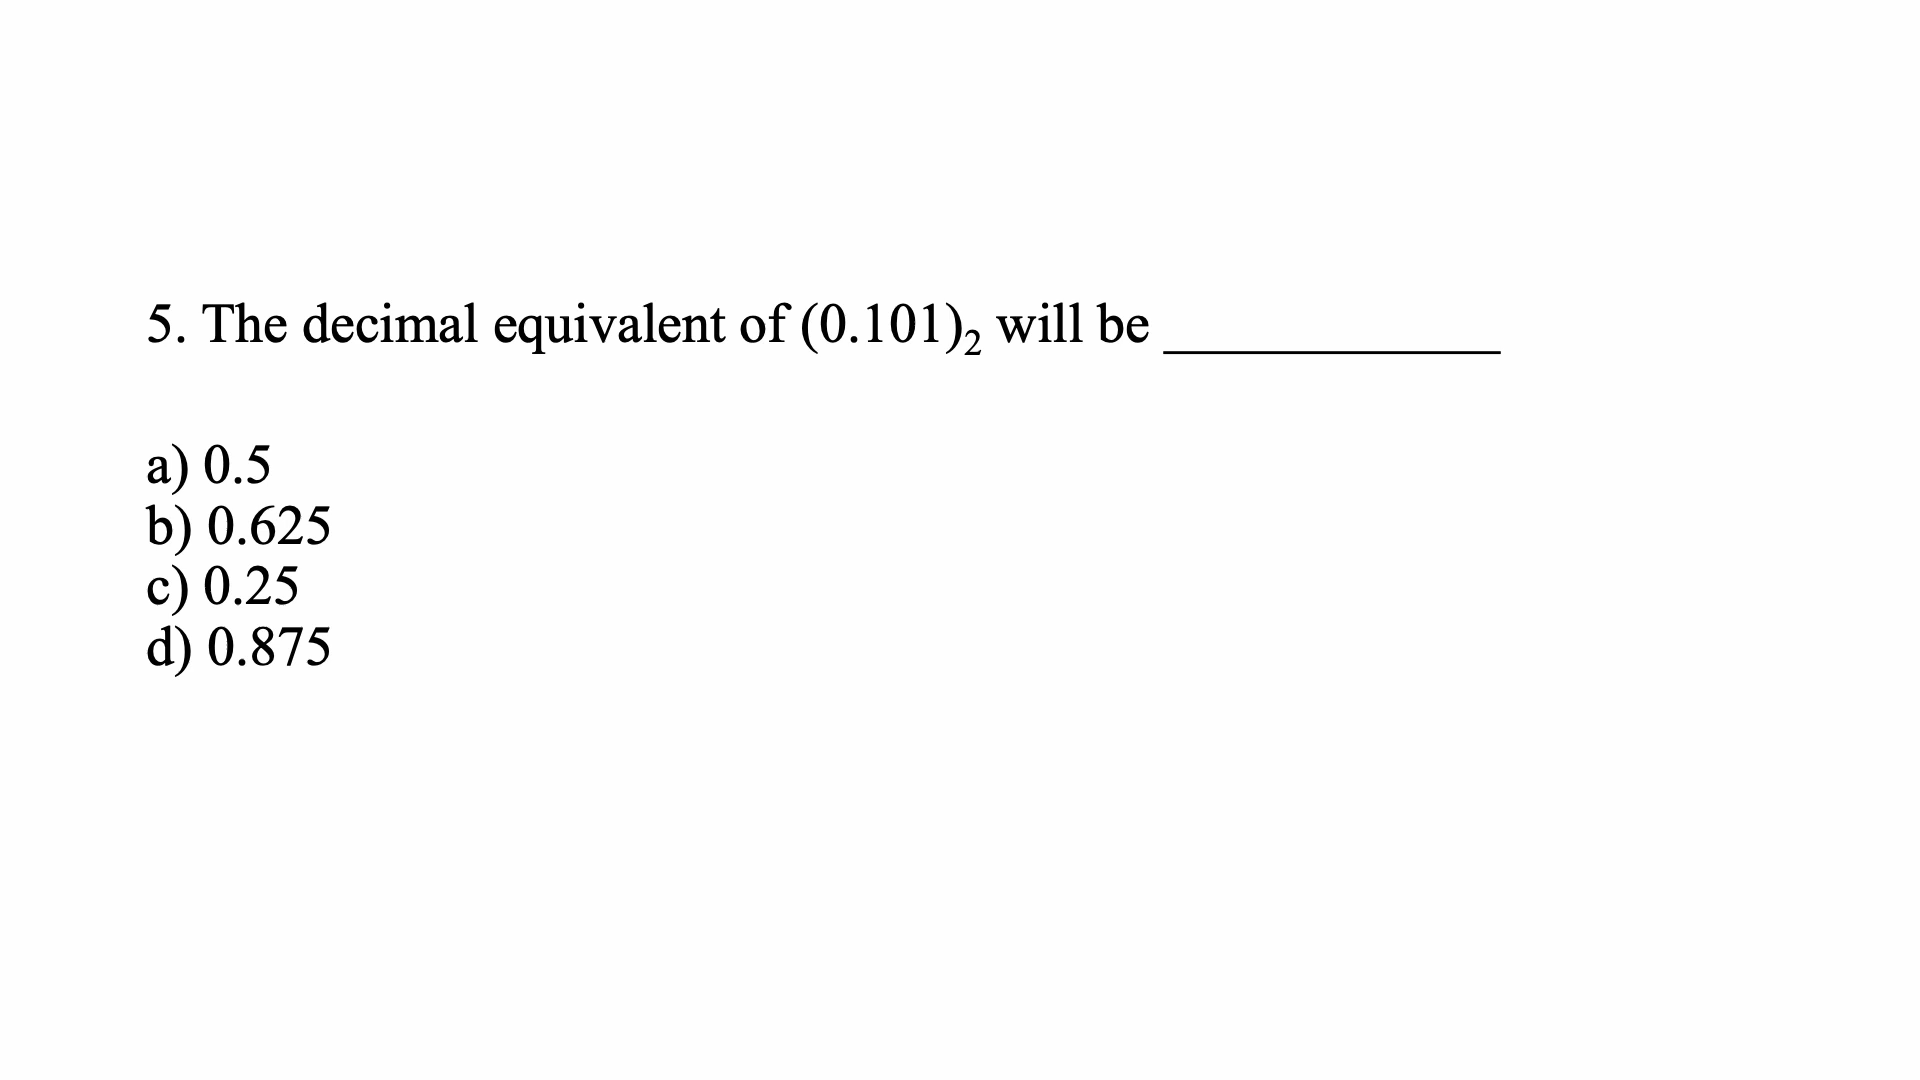 5. The decimal equivalent of (0.101)₂ will be ____________
a) 0.5
b) 0.625
c) 0.25
d) 0.875